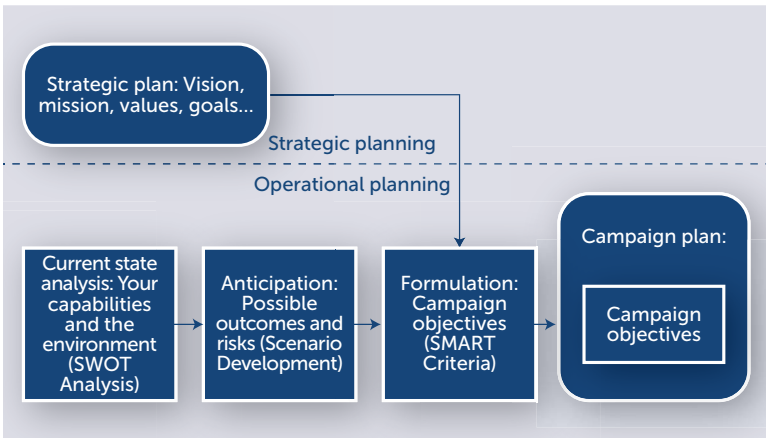 Strategic plan: Vision,
mission, values, goals...
Strategic planning
Operational planning
Current state
analysis: Your
capabilities
and the
environment
(SWOT
Analysis)
Anticipation:
Possible
outcomes and
risks (Scenario
Development)
Formulation:
Campaign
objectives
(SMART
Criteria)
Campaign plan:
Campaign
objectives